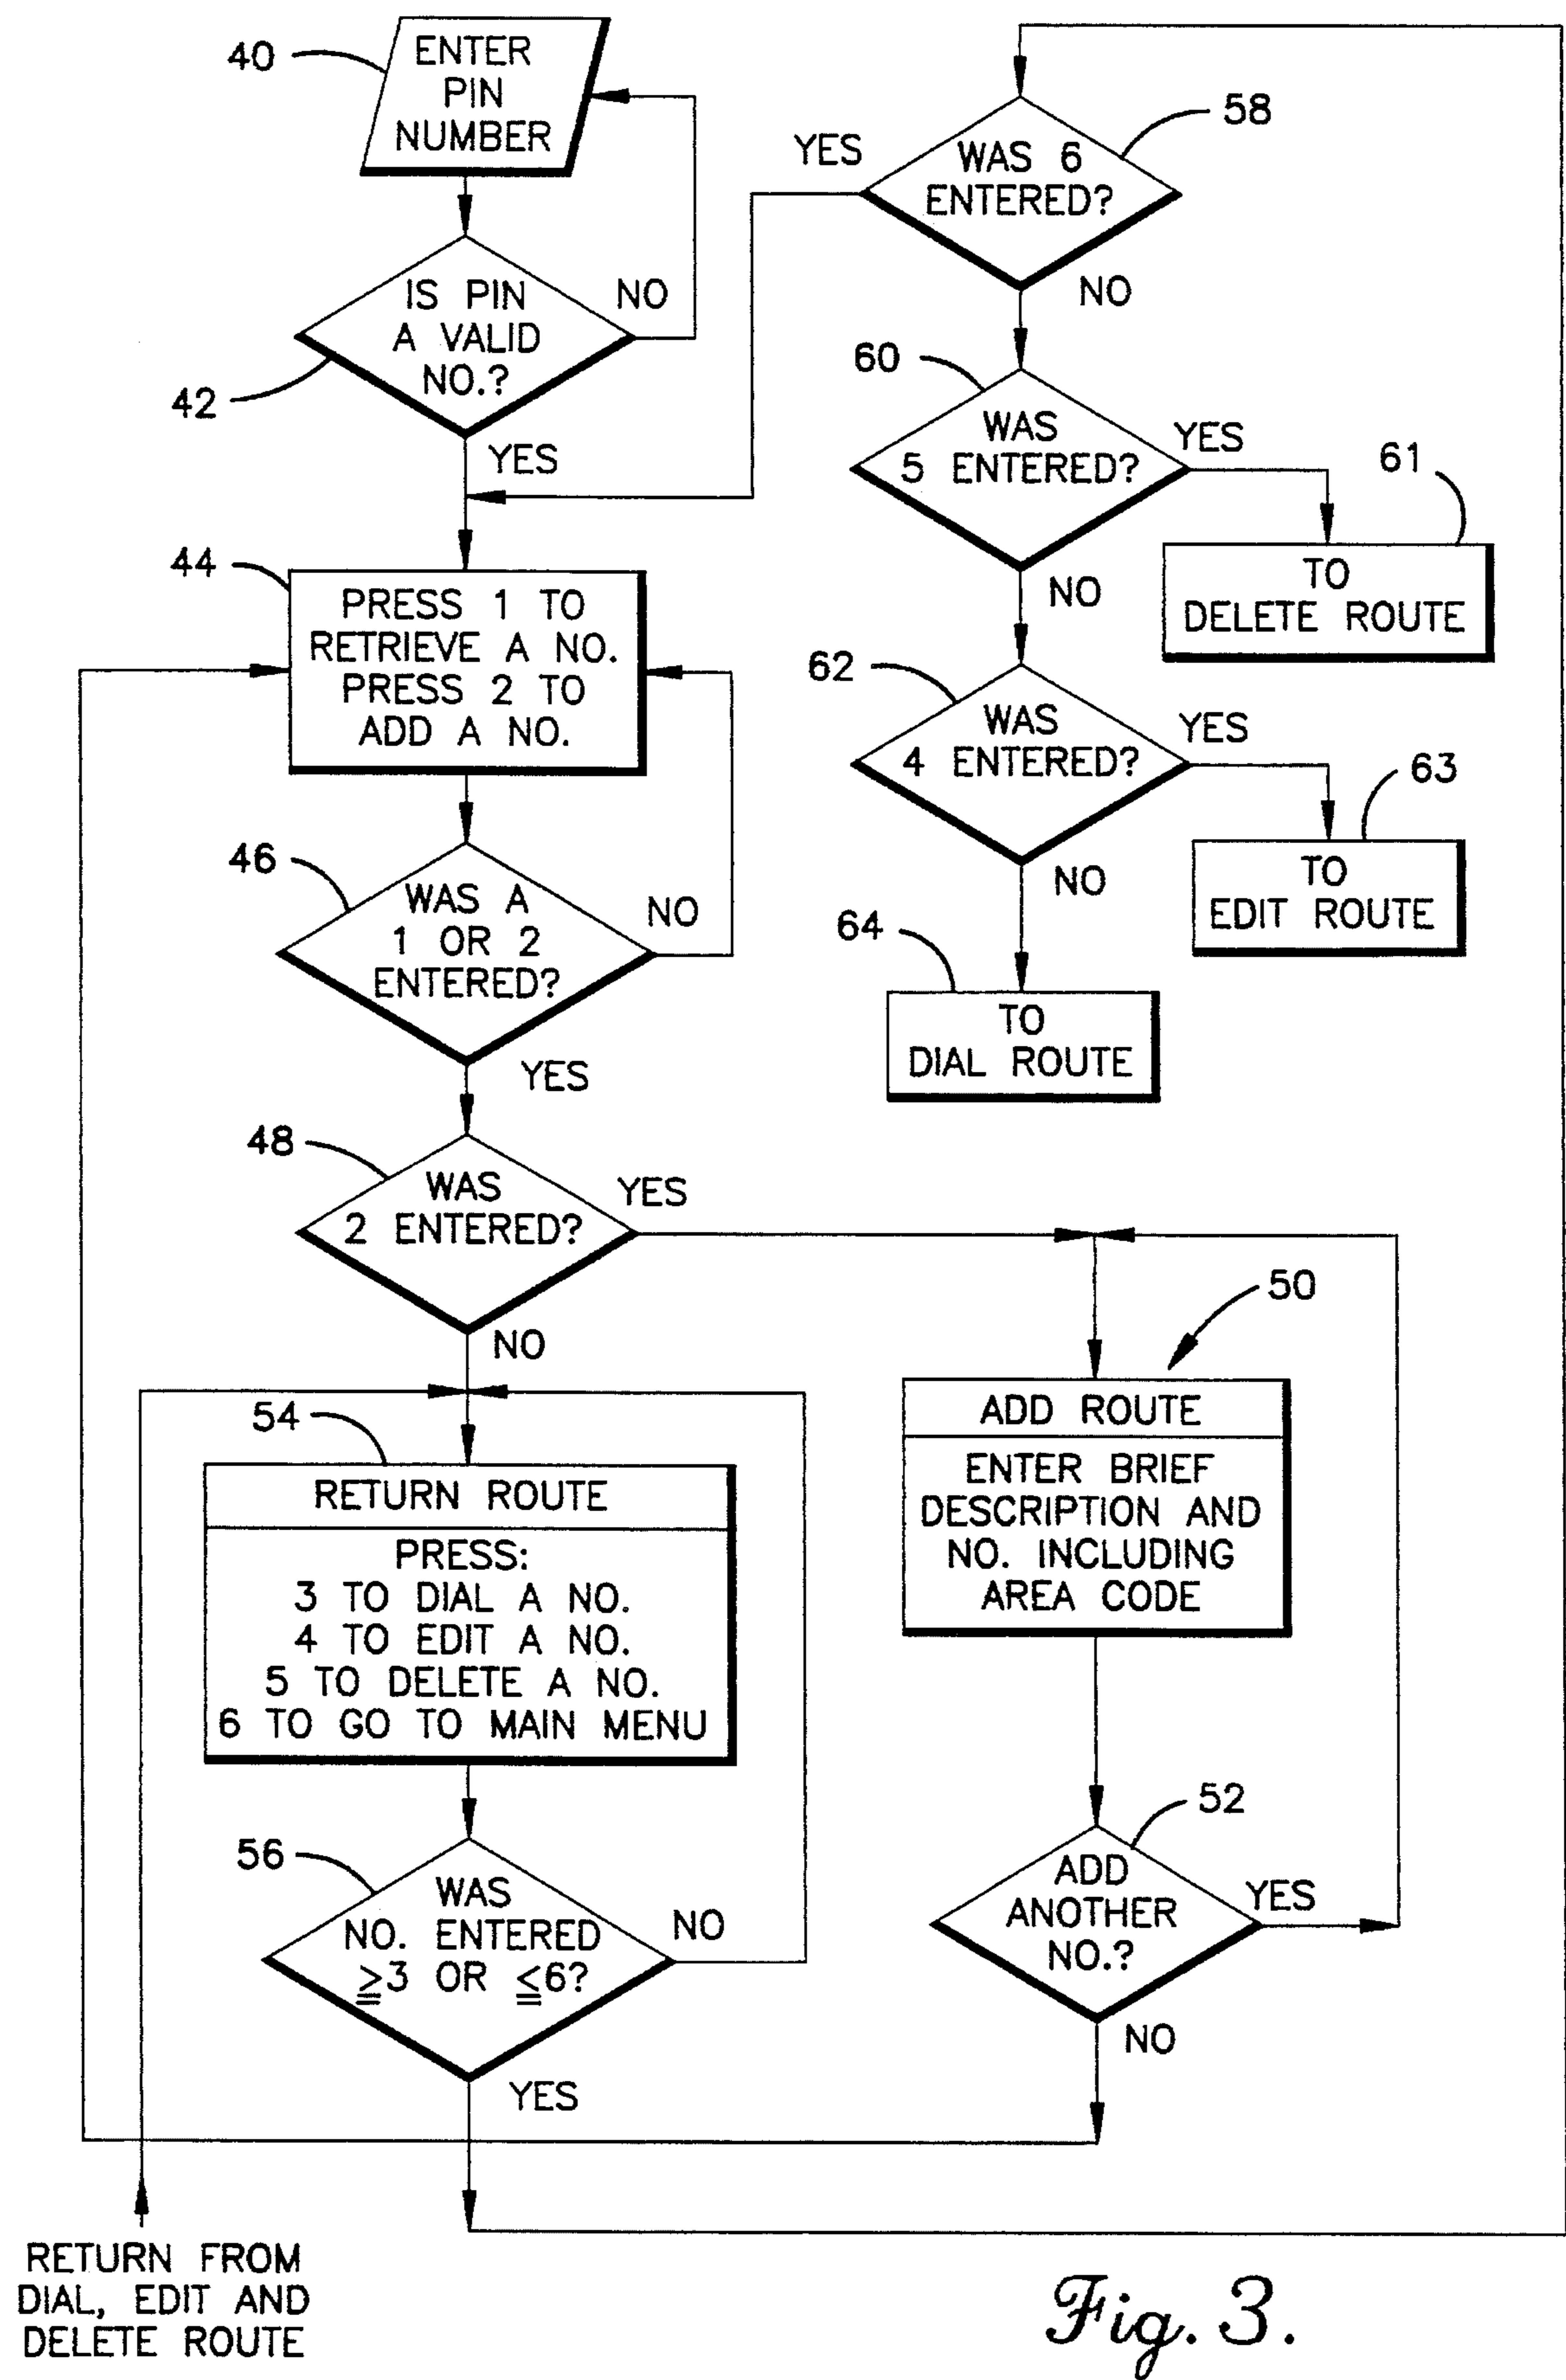 40
ENTER
PIN
NUMBER
IS PIN
A VALID
NO.?
NO
42
YES
44
PRESS 1 TO
RETRIEVE A NO.
PRESS 2 TO
ADD A NO.
46
WAS A
1 OR 2
ENTERED?
NO
YES
48
WAS
2 ENTERED?
YES
NO
54
RETURN ROUTE
PRESS:
3 TO DIAL A NO.
4 TO EDIT A NO.
5 TO DELETE A NO.
6 TO GO TO MAIN MENU
56
WAS
NO. ENTERED
≧3 OR ≦6?
NO
YES
RETURN FROM
DIAL, EDIT AND
DELETE ROUTE
58
YES
WAS 6
ENTERED?
NO
60
WAS
5 ENTERED?
YES
61
TO
DELETE ROUTE
NO
62
WAS
4 ENTERED?
YES
63
TO
EDIT ROUTE
NO
64
TO
DIAL ROUTE
50
ADD ROUTE
ENTER BRIEF
DESCRIPTION AND
NO. INCLUDING
AREA CODE
52
ADD
ANOTHER
NO.?
YES
NO
Fig. 3.